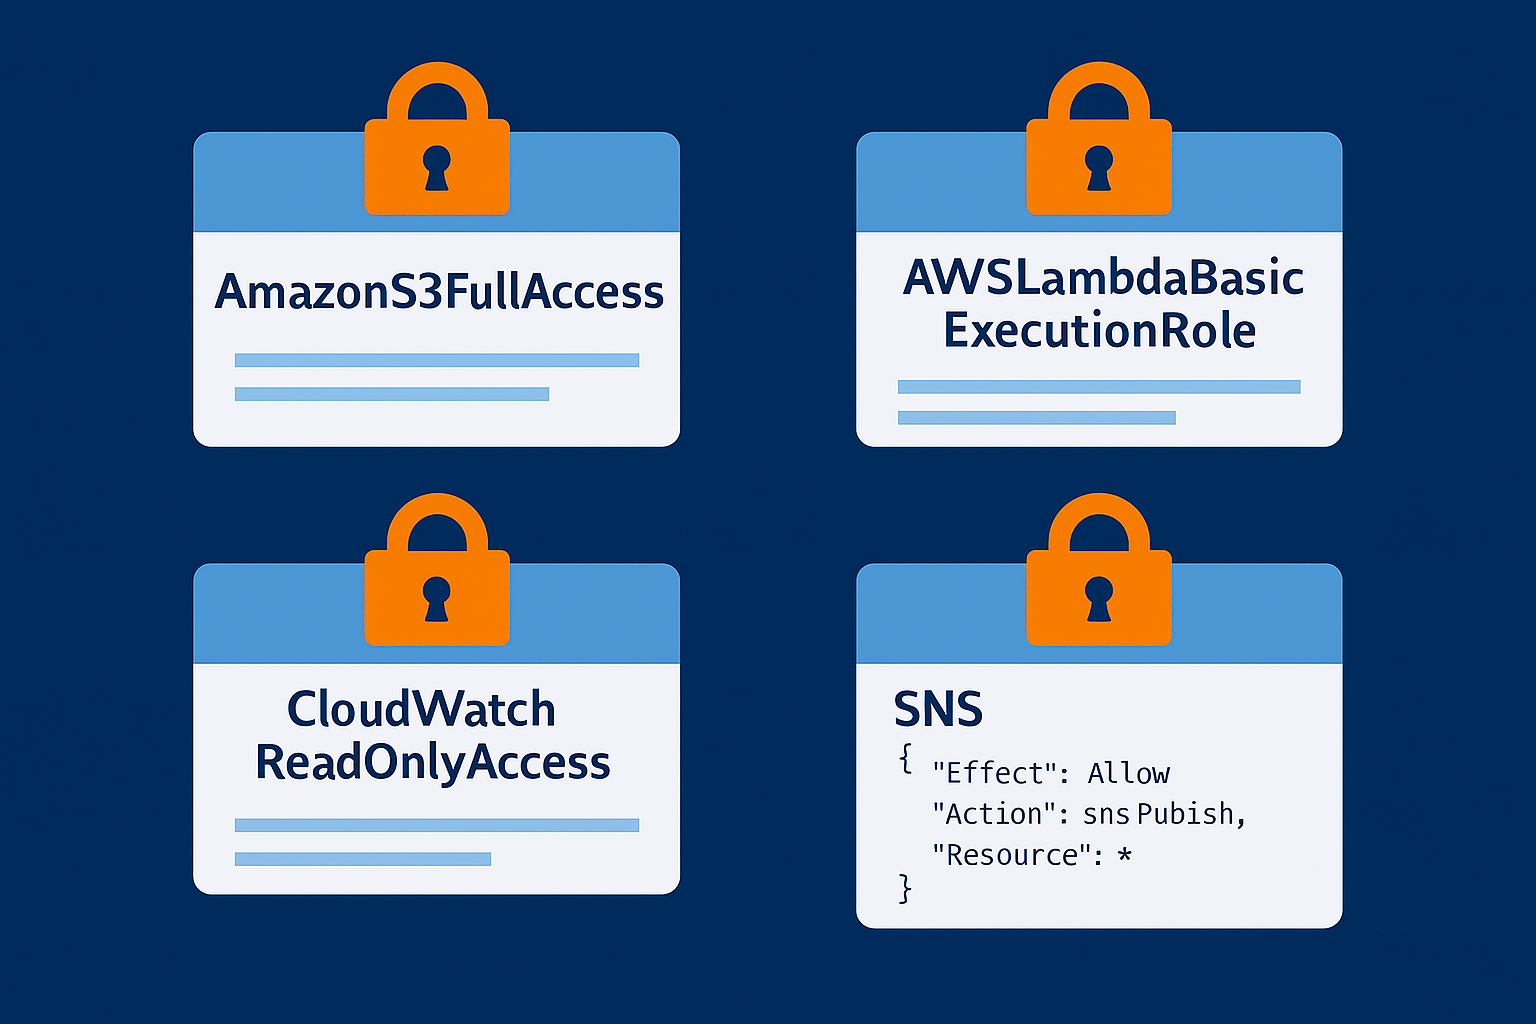 AmazonS3FullAccess
AWSLambdaBasic
ExecutionRole
CloudWatch
ReadOnlyAccess
SNS
{
"Effect": Allow
"Action": sns Pubish,
"Resource": *
}